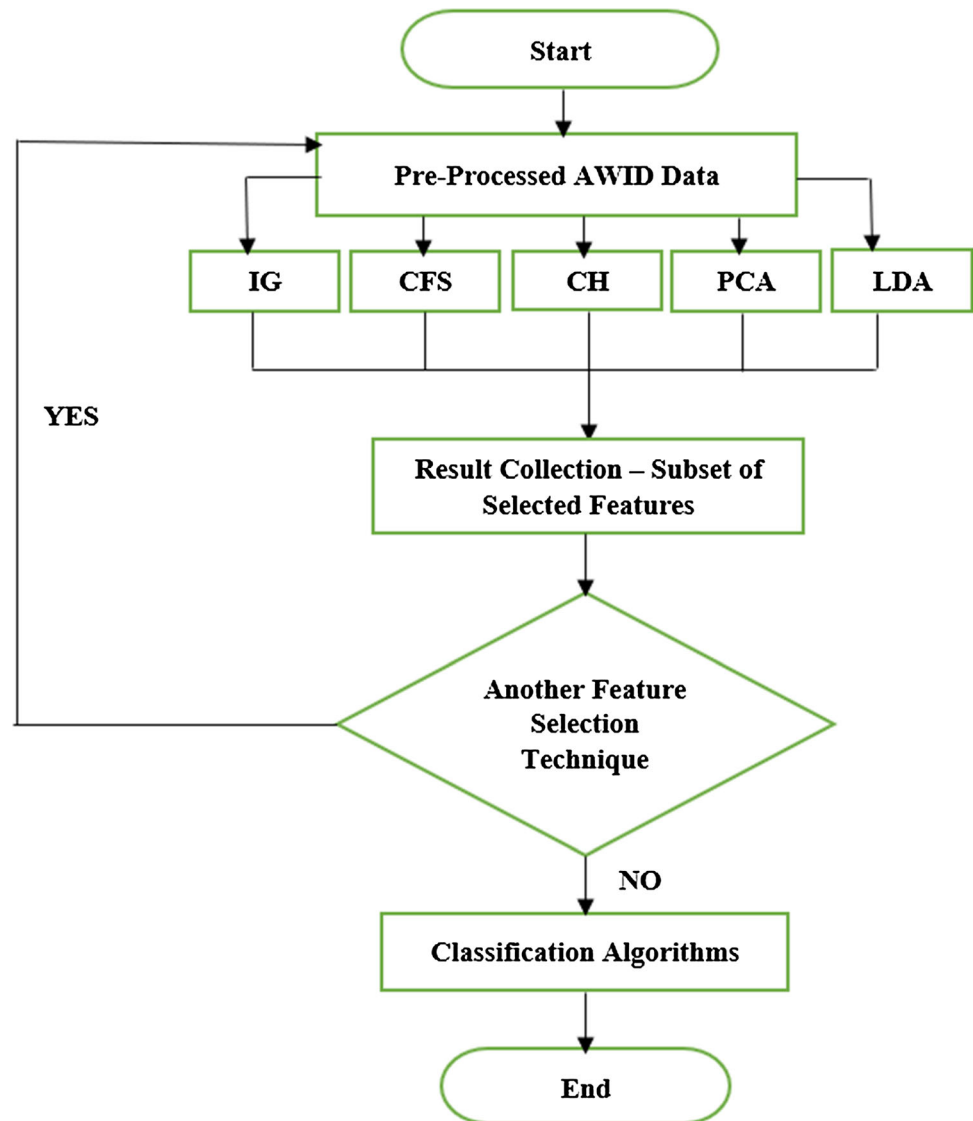 Start
Pre-Processed AWID Data
IG
CFS
CH
PCA
LDA
YES
Result Collection – Subset of
Selected Features
Another Feature
Selection
Technique
NO
Classification Algorithms
End